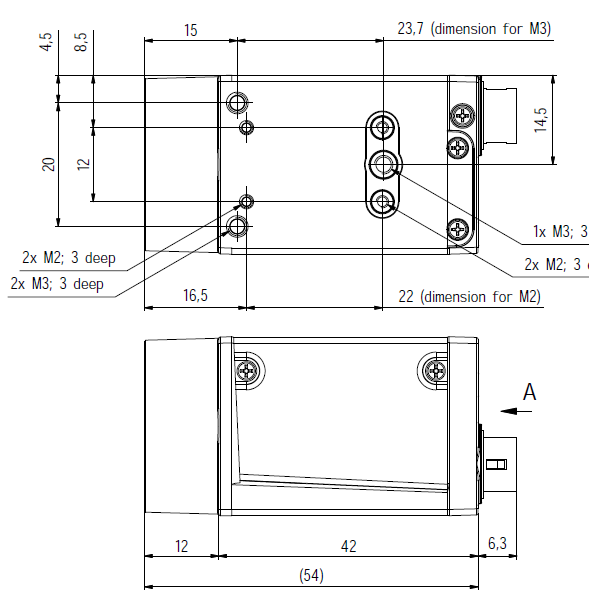 15
23,7 (dimension for M3)
4,5
8,5
14,5
20
12
1x M3; 3
2x M2; 3 deep
2x M2; 3
2x M3; 3 deep
16,5
22 (dimension for M2)
A
12
42
6,3
(54)